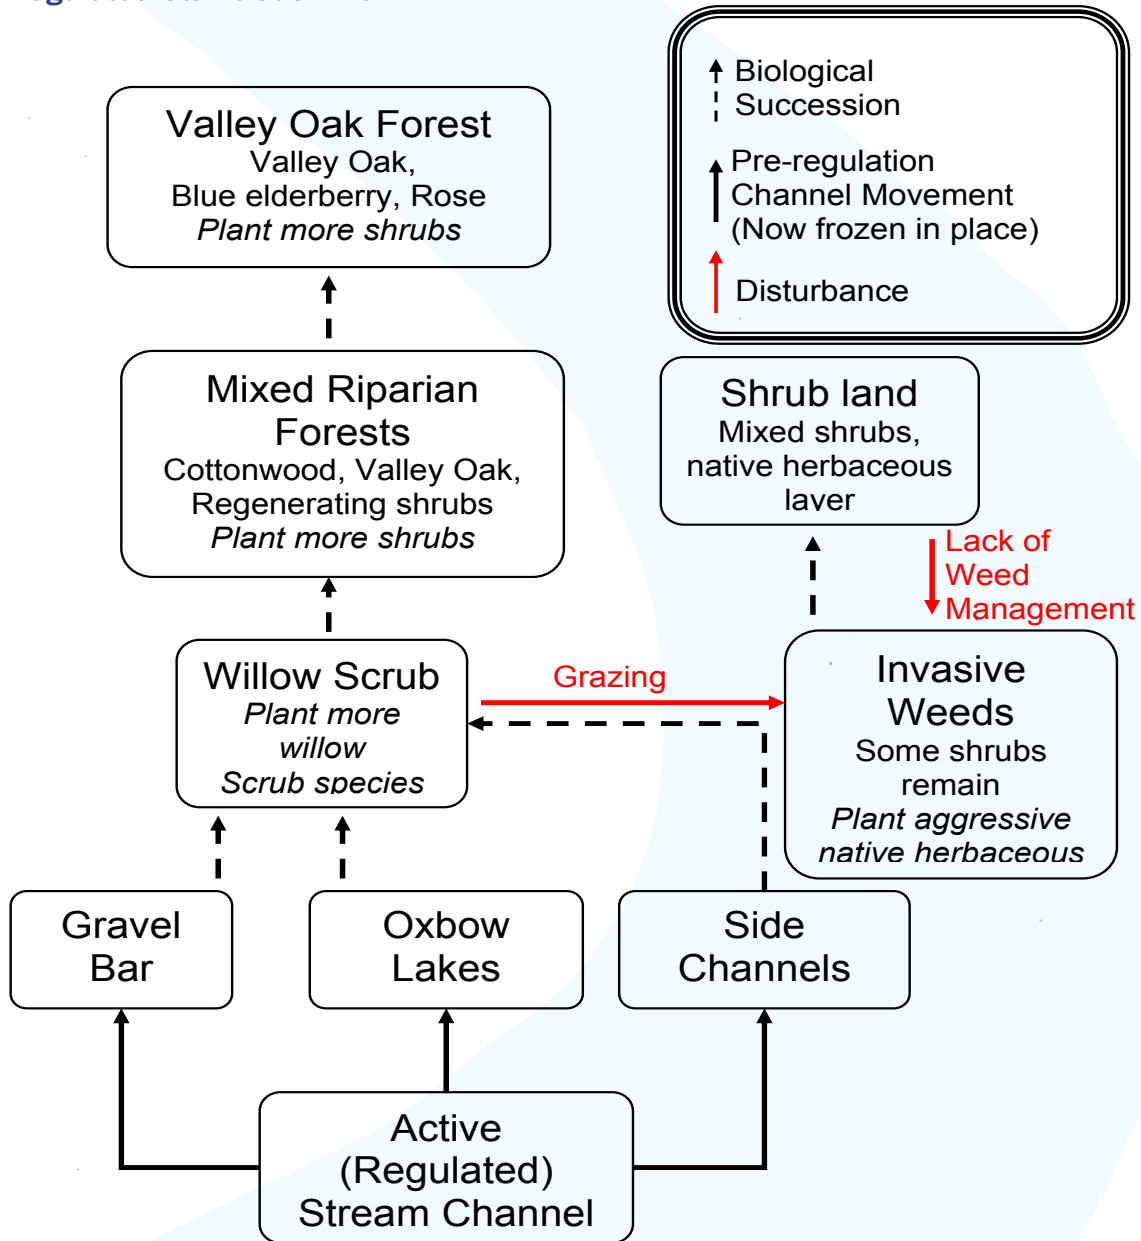 Biological
Succession
Pre-regulation
Channel Movement
(Now frozen in place)
Disturbance
Valley Oak Forest
Valley Oak,
Blue elderberry, Rose
Plant more shrubs
Mixed Riparian
Forests
Cottonwood, Valley Oak,
Regenerating shrubs
Plant more shrubs
Shrub land
Mixed shrubs,
native herbaceous
layer
Lack of
Weed
Management
Willow Scrub
Plant more
willow
Scrub species
Grazing
Invasive
Weeds
Some shrubs
remain
Plant aggressive
native herbaceous
Gravel
Bar
Oxbow
Lakes
Side
Channels
Active
(Regulated)
Stream Channel